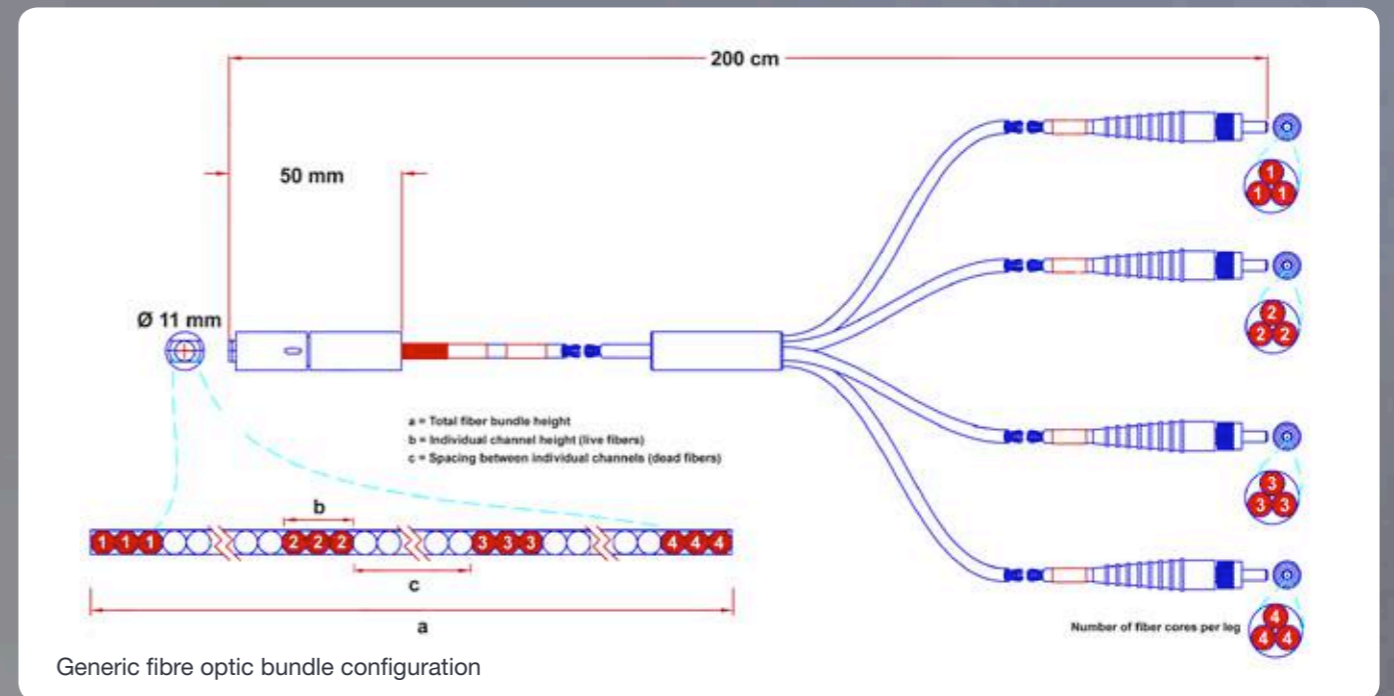 200 cm
50 mm
Ø 11 mm
1
1 1
2
2 2
a = Total fiber bundle height
b = Individual channel height (live fibers)
c = Spacing between individual channels (dead fibers)
b
1 1 1 2 2 2 3 3 3 4 4 4
c
a
3
3 3
Number of fiber cores per leg
4
4 4
Generic fibre optic bundle configuration